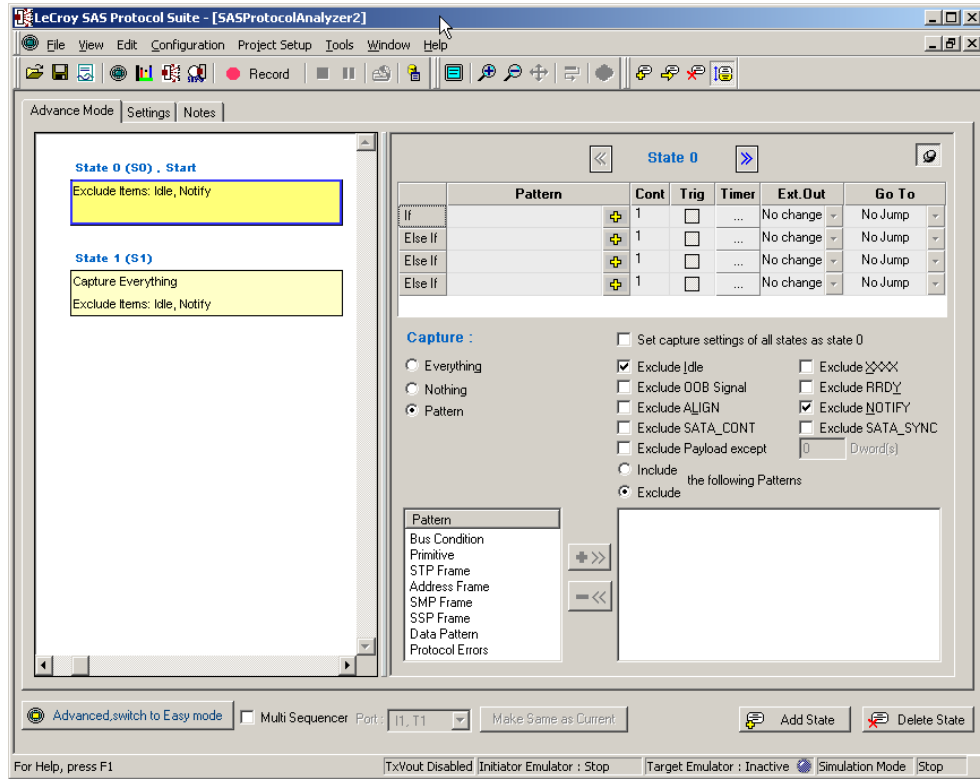 LeCroy SAS Protocol Suite - [SASProtocolAnalyzer2]
File View Edit Configuration Project Setup Tools Window Help
Record
Advance Mode Settings Notes
State 0 (S0) , Start
Exclude Items: Idle, Notify
State 1 (S1)
Capture Everything
Exclude Items: Idle, Notify
State 0
Pattern Cont Trig Timer Ext.Out Go To
If 1 ... No change No Jump
Else If 1 ... No change No Jump
Else If 1 ... No change No Jump
Else If 1 ... No change No Jump
Capture :
Everything
Nothing
Pattern
Set capture settings of all states as state 0
Exclude Idle Exclude XXXX
Exclude OOB Signal Exclude RRDY
Exclude ALIGN Exclude NOTIFY
Exclude SATA_CONT Exclude SATA_SYNC
Exclude Payload except 0 Dword(s)
Include
the following Patterns
Exclude
Pattern
Bus Condition
Primitive
STP Frame
Address Frame
SMP Frame
SSP Frame
Data Pattern
Protocol Errors
Advanced,switch to Easy mode Multi Sequencer Port : I1, T1 Make Same as Current Add State Delete State
For Help, press F1 TxVout Disabled Initiator Emulator : Stop Target Emulator : Inactive Simulation Mode Stop